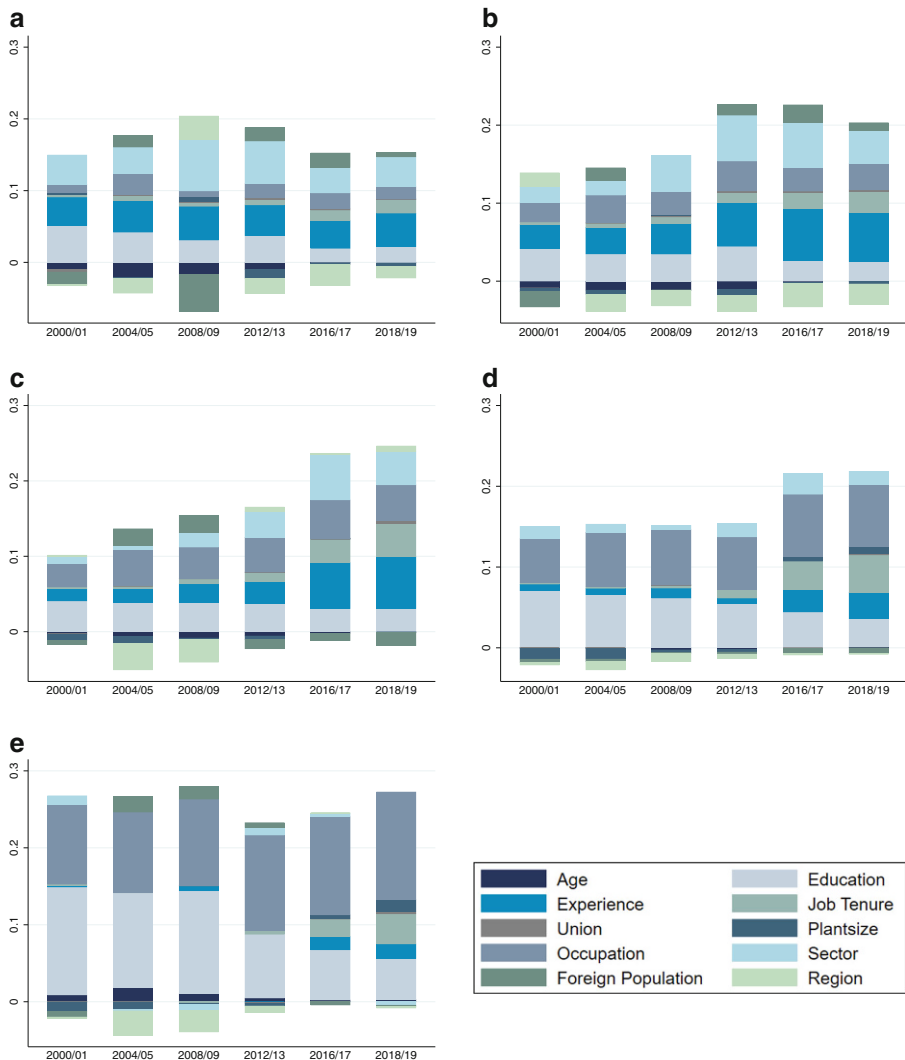 a
0.3
0.2
0.1
0
2000/01 2004/05 2008/09 2012/13 2016/17 2018/19
b
0.3
0.2
0.1
0
2000/01 2004/05 2008/09 2012/13 2016/17 2018/19
c
0.3
0.2
0.1
0
2000/01 2004/05 2008/09 2012/13 2016/17 2018/19
d
0.3
0.2
0.1
0
2000/01 2004/05 2008/09 2012/13 2016/17 2018/19
e
0.3
0.2
0.1
0
2000/01 2004/05 2008/09 2012/13 2016/17 2018/19
Age Education
Experience Job Tenure
Union Plantsize
Occupation Sector
Foreign Population Region